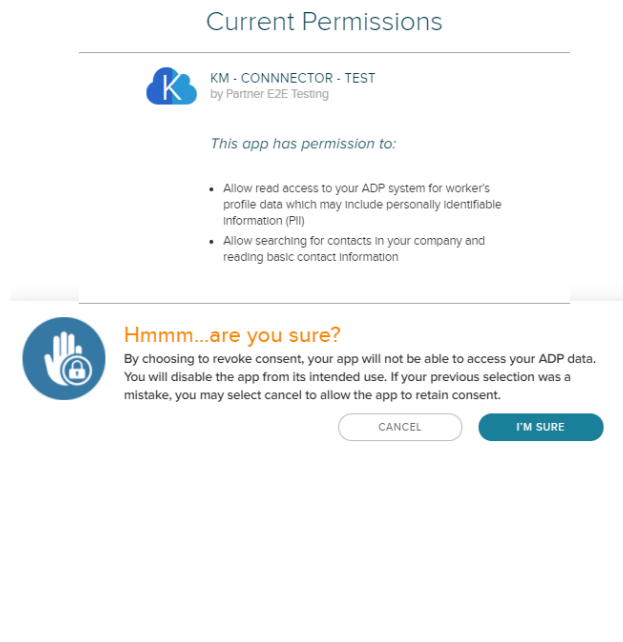 Current Permissions
K
KM - CONNNECTOR - TEST
by Partner E2E Testing
This app has permission to:
• Allow read access to your ADP system for worker's
profile data which may include personally identifiable
information (PII)
• Allow searching for contacts in your company and
reading basic contact information
Hmmm...are you sure?
By choosing to revoke consent, your app will not be able to access your ADP data.
You will disable the app from its intended use. If your previous selection was a
mistake, you may select cancel to allow the app to retain consent.
CANCEL
I'M SURE